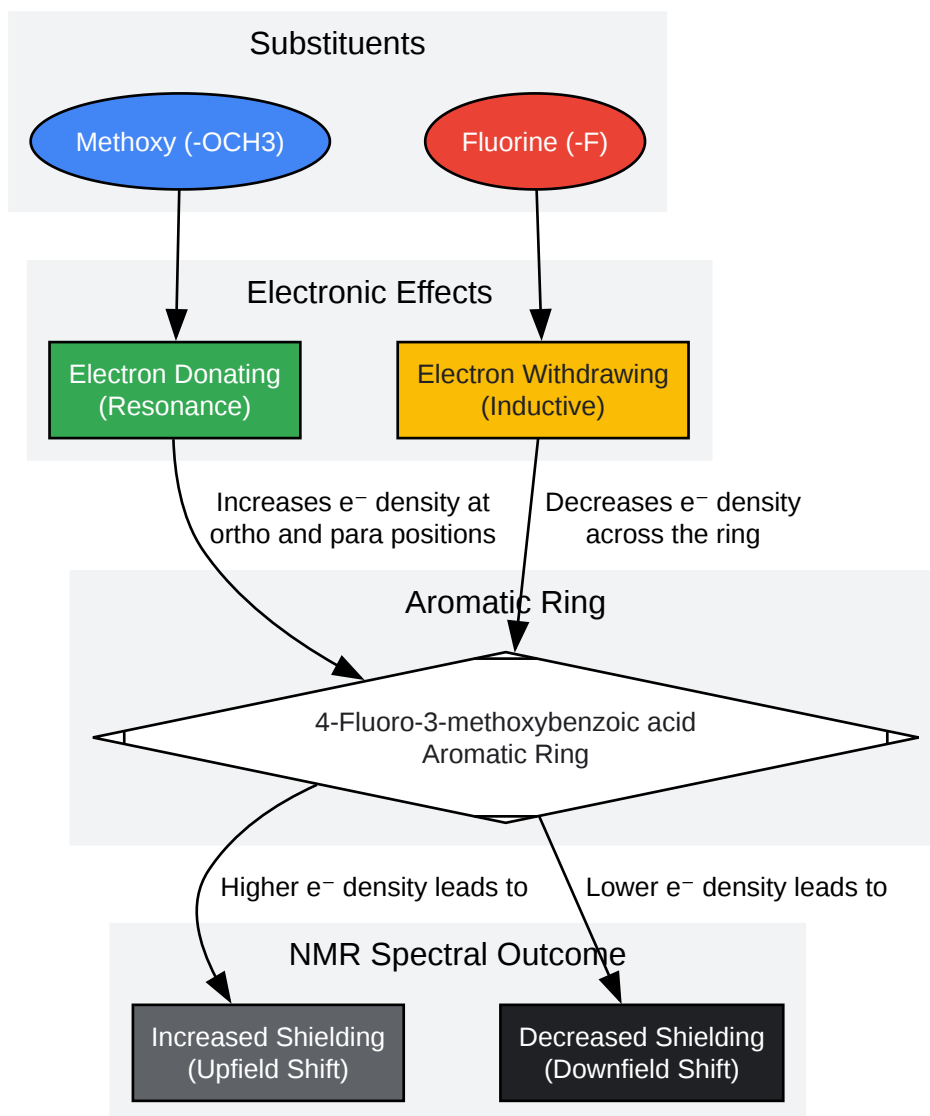 Substituents
Methoxy (-OCH3)
Fluorine (-F)
Electronic Effects
Electron Donating
(Resonance)
Electron Withdrawing
(Inductive)
Increases e⁻ density at
ortho and para positions
Decreases e⁻ density
across the ring
Aromatic Ring
4-Fluoro-3-methoxybenzoic acid
Aromatic Ring
Higher e⁻ density leads to
Lower e⁻ density leads to
NMR Spectral Outcome
Increased Shielding
(Upfield Shift)
Decreased Shielding
(Downfield Shift)